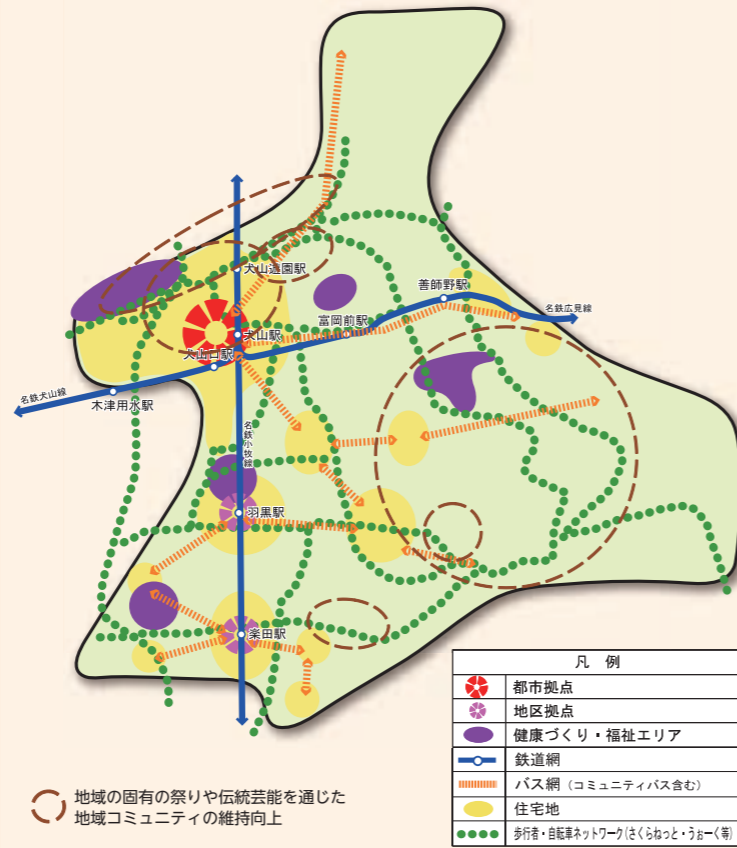 犬山遊園駅
善師野駅
名鉄広見線
富岡前駅
犬山駅
犬山口駅
名鉄犬山線
木津用水駅
名鉄小牧線
羽黒駅
楽田駅
凡 例
都市拠点
地区拠点
健康づくり・福祉エリア
鉄道網
バス網（コミュニティバス含む）
住宅地
歩行者・自転車ネットワーク(さくらねっと・うぉーく等)
地域の固有の祭りや伝統芸能を通じた
地域コミュニティの維持向上